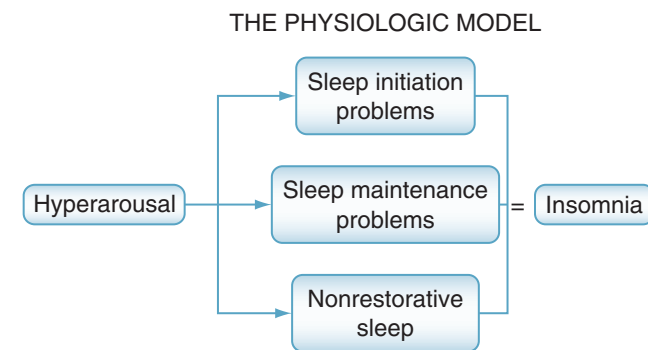 THE PHYSIOLOGIC MODEL
Sleep initiation
problems
Hyperarousal
Sleep maintenance
problems
= Insomnia
Nonrestorative
sleep